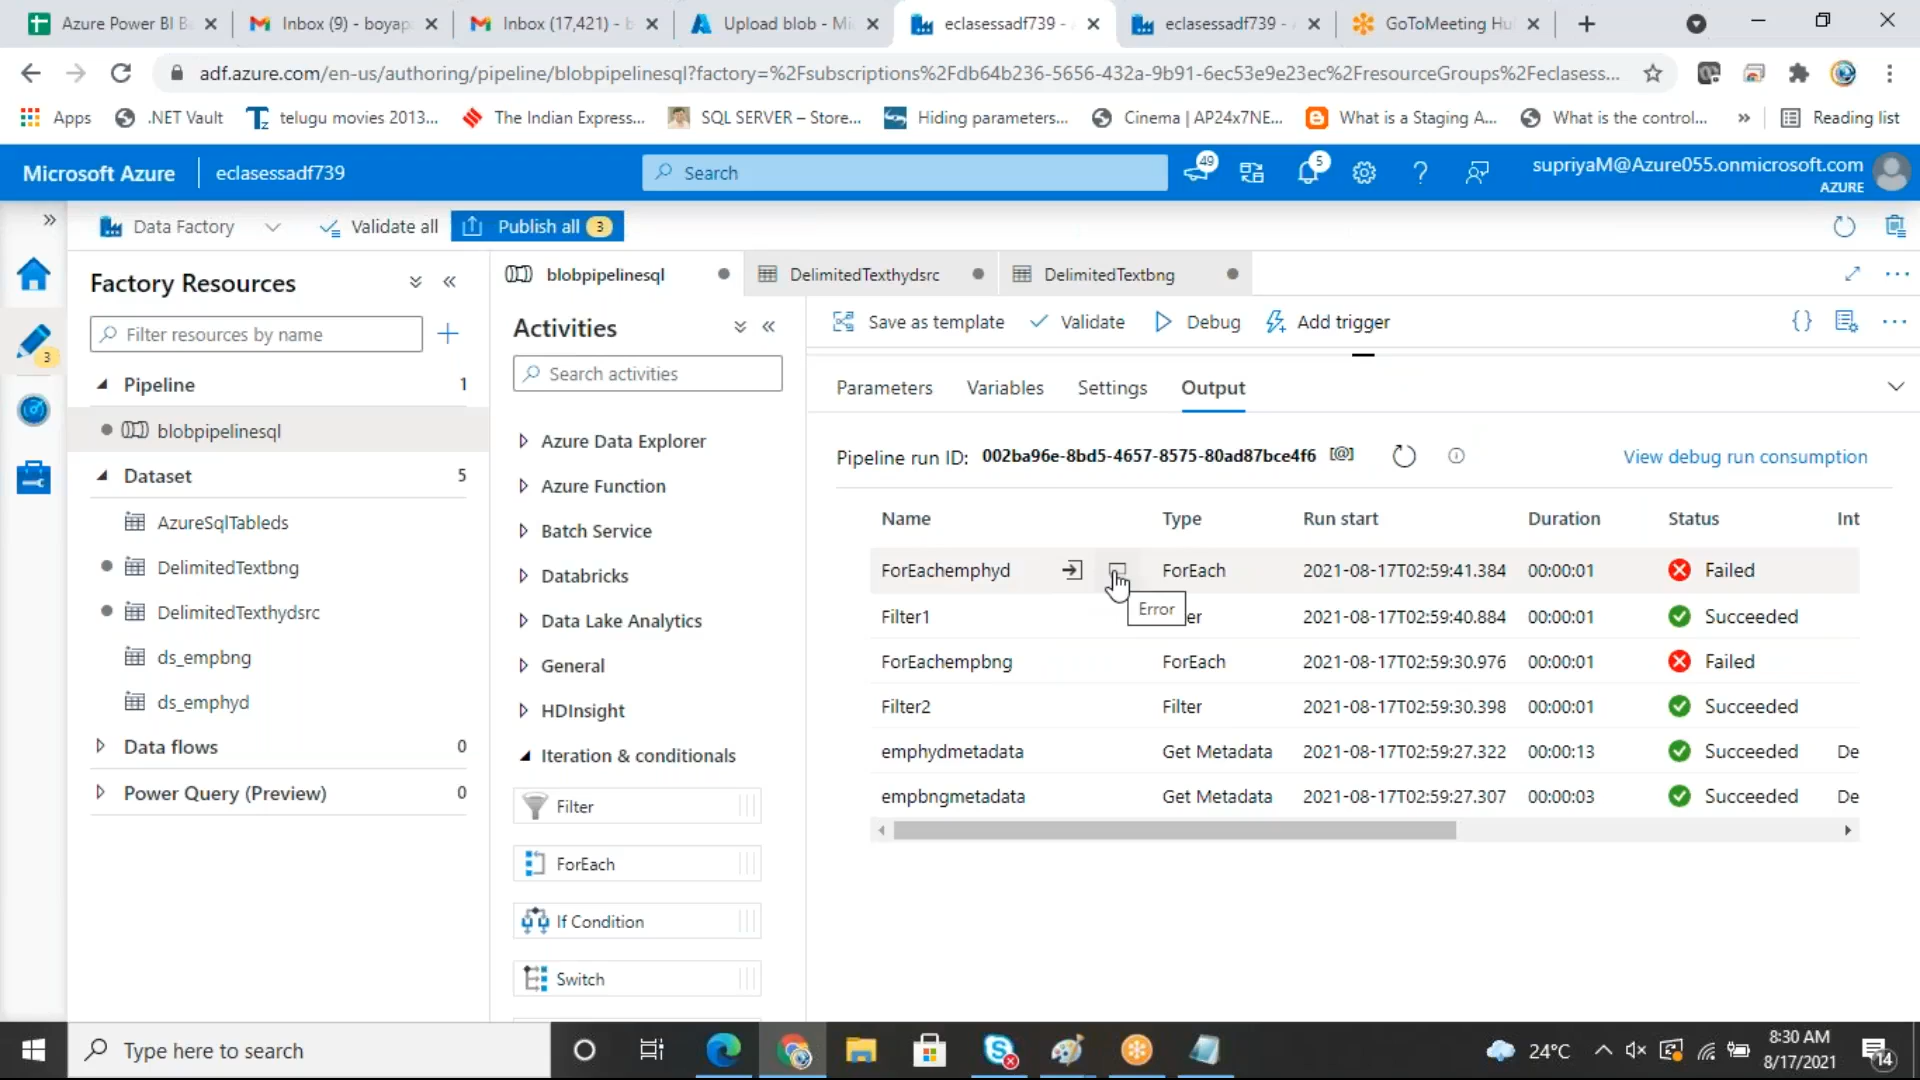 Azure Power BI B
Inbox (9) - boyap
Inbox (17,421) - b
Upload blob - Mi
eclasessadf739 -
eclasessadf739 - A
GoToMeeting Hu
adf.azure.com/en-us/authoring/pipeline/blobpipelinesql?factory=%2Fsubscriptions%2Fdb64b236-5656-432a-9b91-6ec53e9e23ec%2FresourceGroups%2Feclasess...
Apps
.NET Vault
telugu movies 2013...
The Indian Express...
SQL SERVER – Store...
Hiding parameters...
Cinema | AP24x7NE...
What is a Staging A...
What is the control...
»
Reading list
Microsoft Azure
eclasessadf739
Search
49
5
supriyaM@Azure055.onmicrosoft.com
AZURE
Data Factory
Validate all
Publish all 3
Factory Resources
Filter resources by name
3
Pipeline 1
blobpipelinesql
Dataset 5
AzureSqlTableds
DelimitedTextbng
DelimitedTexthydsrc
ds_empbng
ds_emphyd
Data flows 0
Power Query (Preview) 0
blobpipelinesql
DelimitedTexthydsrc
DelimitedTextbng
Activities
Search activities
Azure Data Explorer
Azure Function
Batch Service
Databricks
Data Lake Analytics
General
HDInsight
Iteration & conditionals
Filter
ForEach
If Condition
Switch
Save as template
Validate
Debug
Add trigger
Parameters Variables Settings Output
Pipeline run ID: 002ba96e-8bd5-4657-8575-80ad87bce4f6 [@]
View debug run consumption
Name Type Run start Duration Status Int
ForEachemphyd ForEach 2021-08-17T02:59:41.384 00:00:01 Failed
Error
Filter1 er 2021-08-17T02:59:40.884 00:00:01 Succeeded
ForEachempbng ForEach 2021-08-17T02:59:30.976 00:00:01 Failed
Filter2 Filter 2021-08-17T02:59:30.398 00:00:01 Succeeded
emphydmetadata Get Metadata 2021-08-17T02:59:27.322 00:00:13 Succeeded De
empbngmetadata Get Metadata 2021-08-17T02:59:27.307 00:00:03 Succeeded De
Type here to search
24°C
8:30 AM
8/17/2021
14